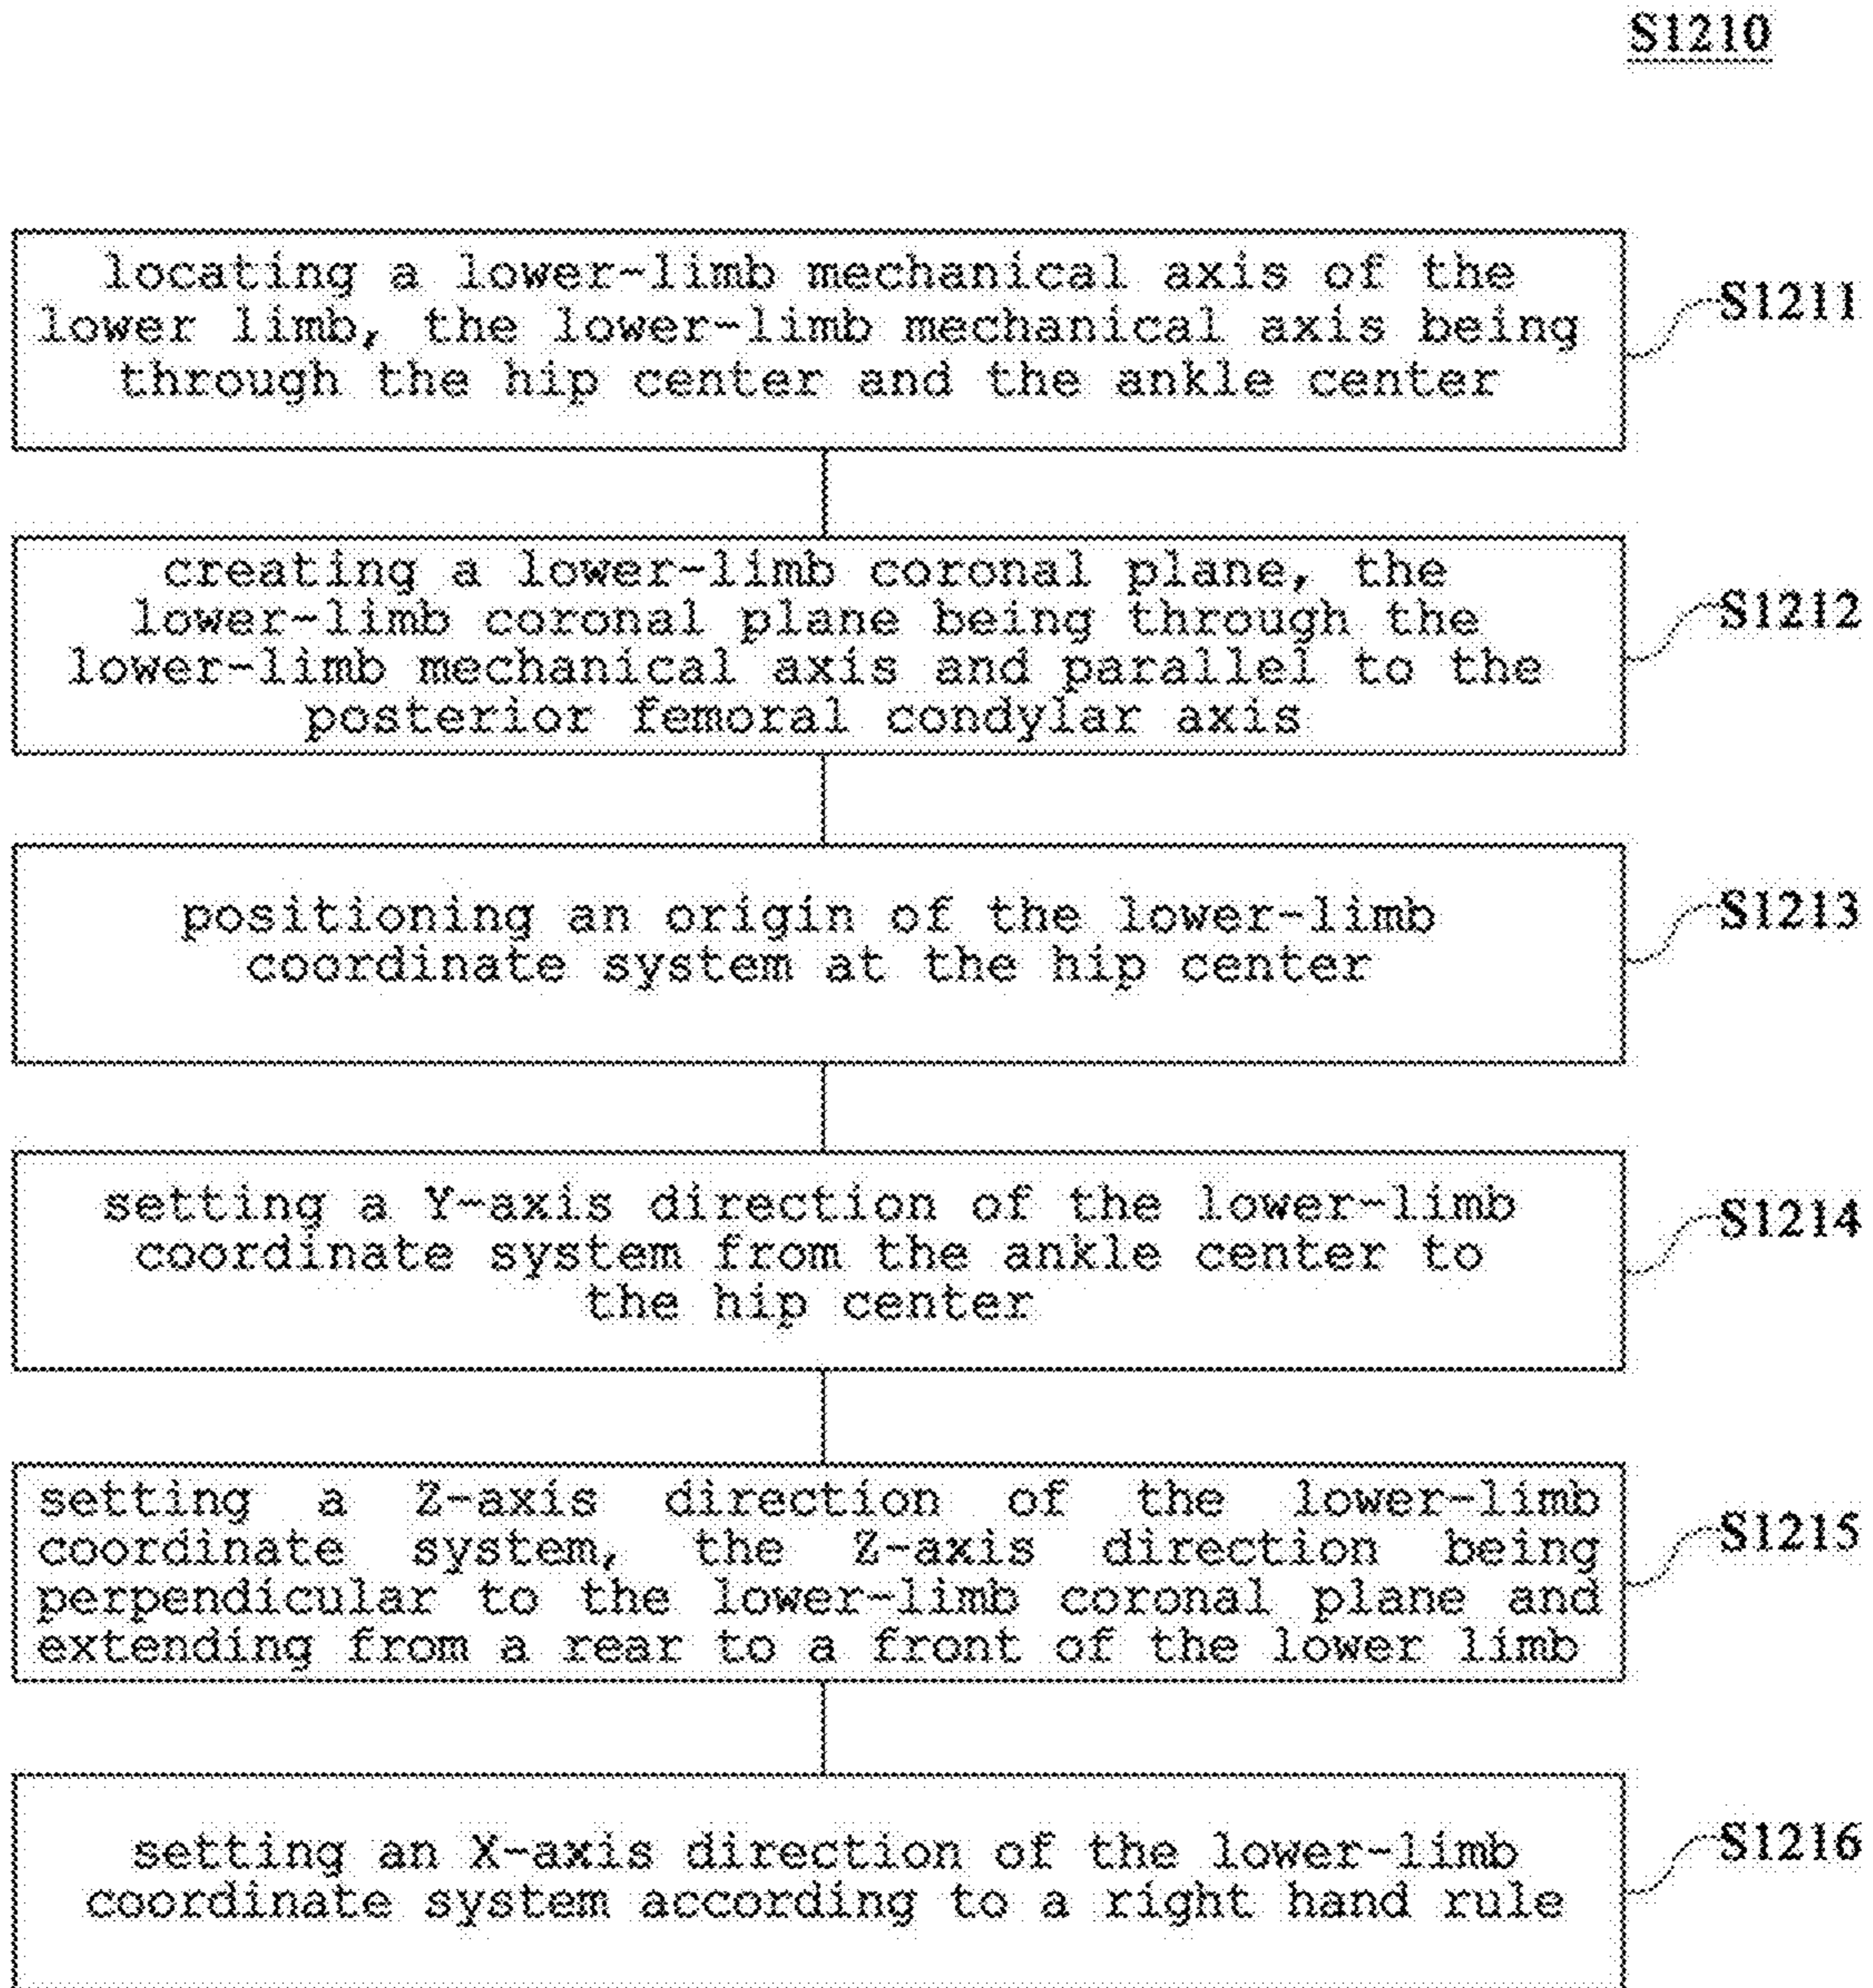 S1210
locating a lower-limb mechanical axis of the
lower limb, the lower-limb mechanical axis being
through the hip center and the ankle center
S1211
creating a lower-limb coronal plane, the
lower-limb coronal plane being through the
lower-limb mechanical axis and parallel to the
posterior femoral condylar axis
S1212
positioning an origin of the lower-limb
coordinate system at the hip center
S1213
setting a Y-axis direction of the lower-limb
coordinate system from the ankle center to
the hip center
S1214
setting a Z-axis direction of the lower-limb
coordinate system, the Z-axis direction being
perpendicular to the lower-limb coronal plane and
extending from a rear to a front of the lower limb
S1215
setting an X-axis direction of the lower-limb
coordinate system according to a right hand rule
S1216